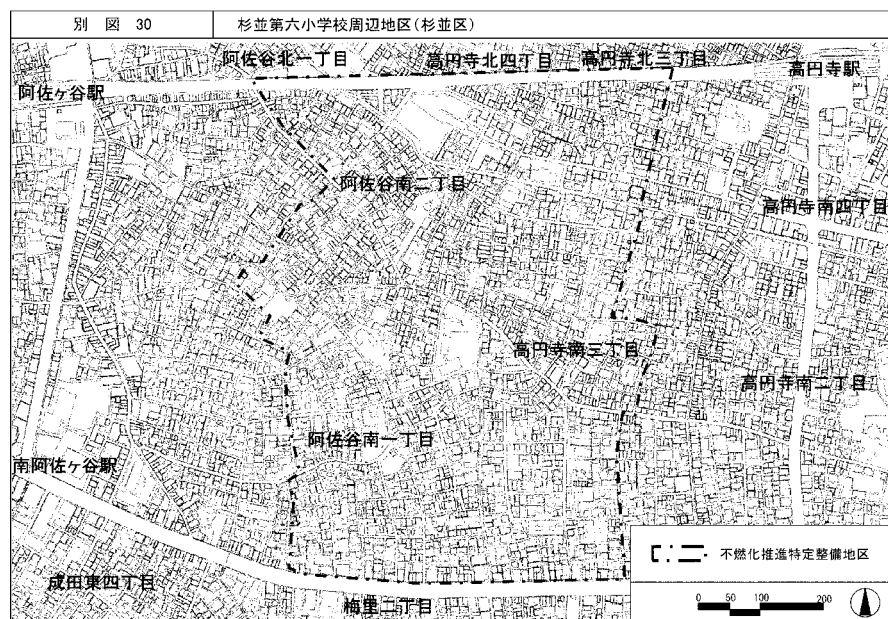 別 図 30
杉並第六小学校周辺地区(杉並区)
阿佐谷北一丁目
高円寺北四丁目
高円寺北三丁目
高円寺駅
阿佐ヶ谷駅
阿佐谷南二丁目
高円寺南四丁目
高円寺南三丁目
高円寺南二丁目
阿佐谷南一丁目
南阿佐ヶ谷駅
不燃化推進特定整備地区
成田東四丁目
梅里二丁目
0 50 100 200